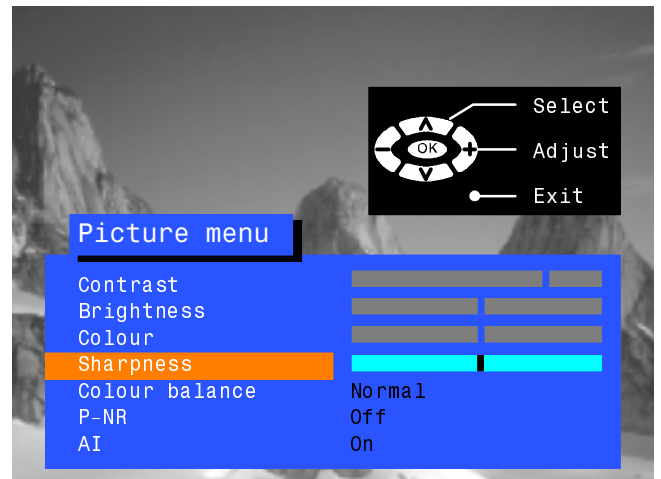 Select
OK
Adjust
Exit
Picture menu
Contrast
Brightness
Colour
Sharpness
Colour balance Normal
P-NR Off
AI On